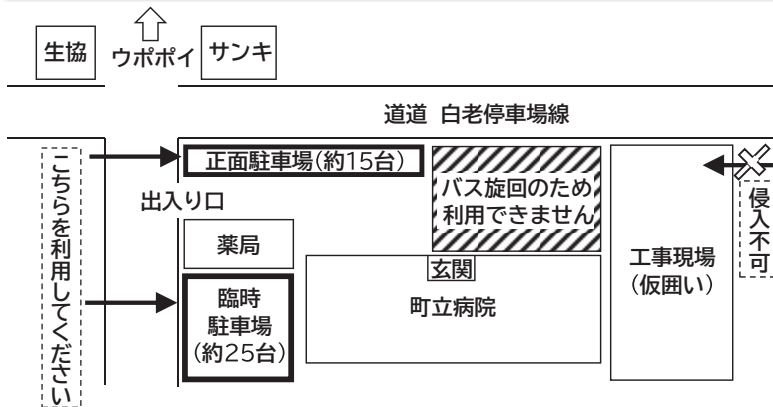 生協
ウポポイ
サンキ
道道 白老停車場線
正面駐車場(約15台)
バス旋回のため
利用できません
出入り口
こちらを利用してください
薬局
玄関
町立病院
臨時
駐車場
(約25台)
工事現場
(仮囲い)
侵入不可